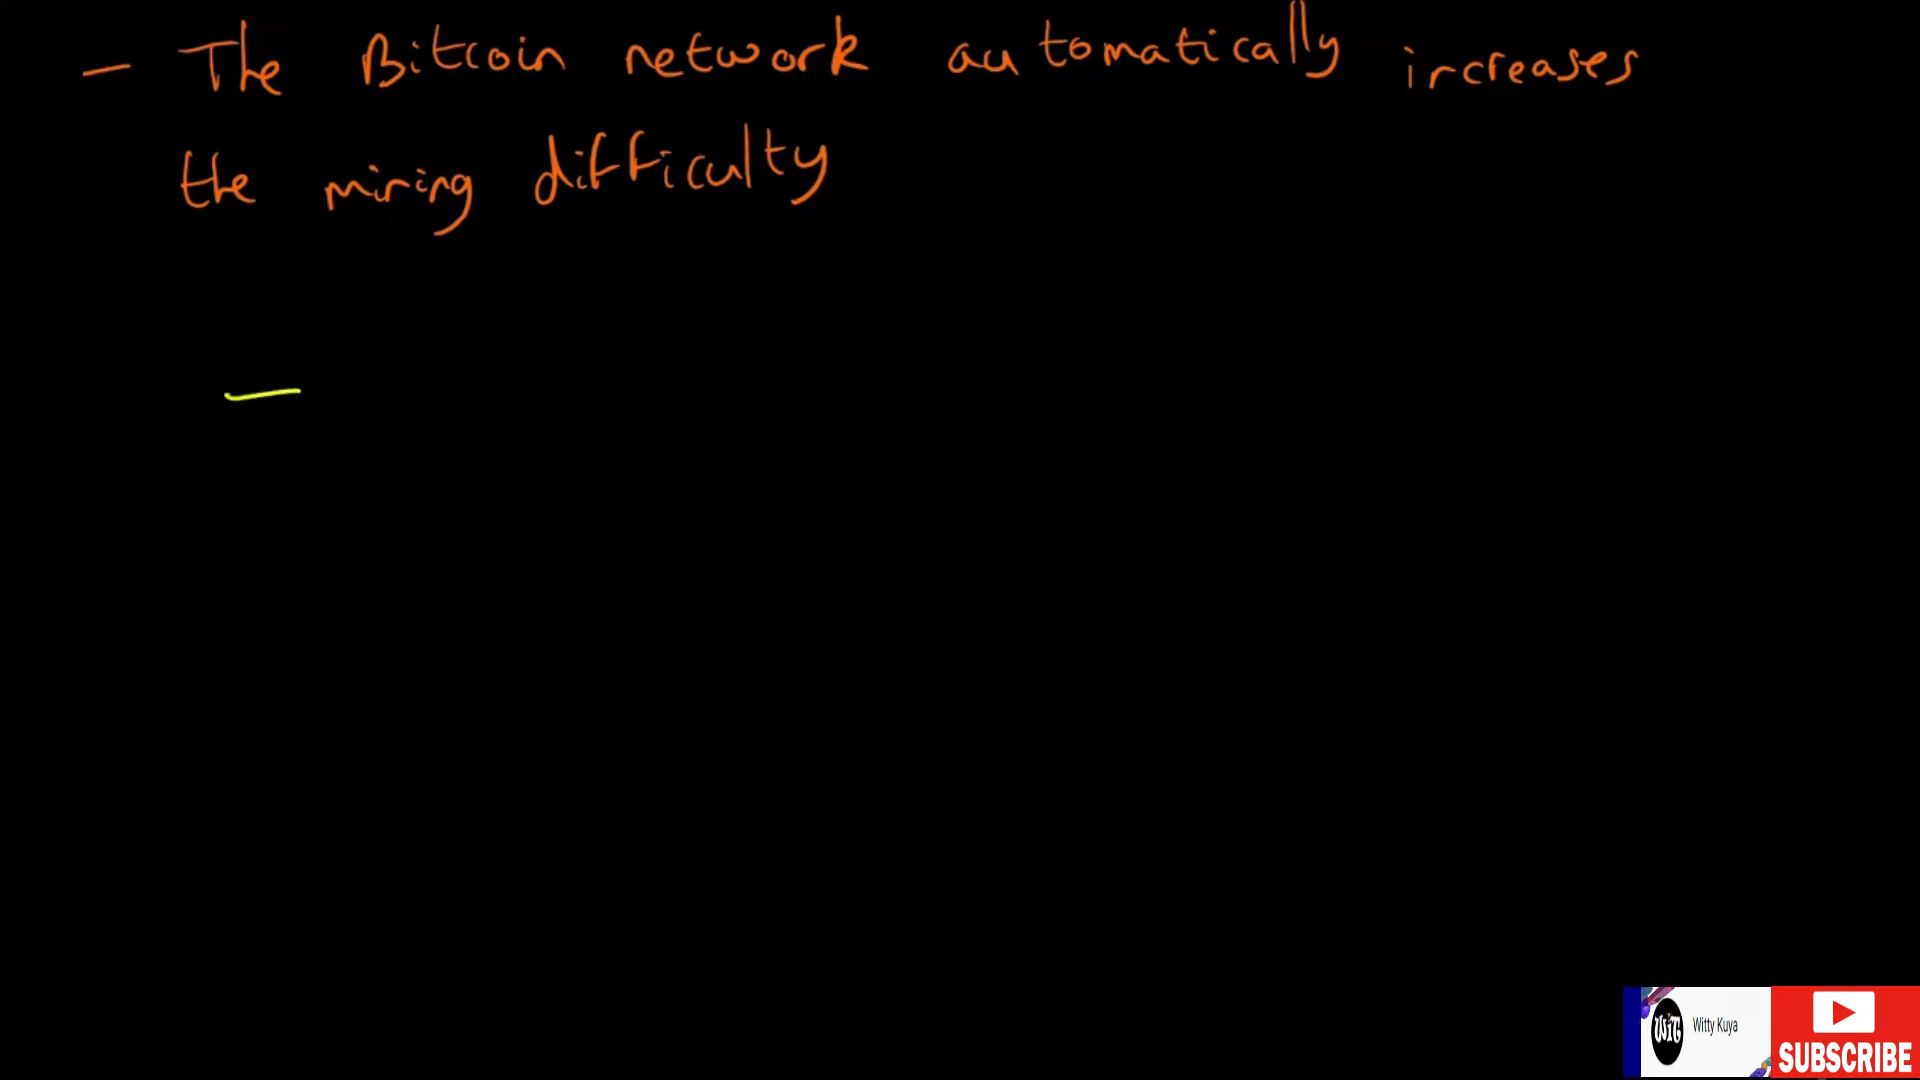 - The Bitcoin network automatically increases
the mining difficulty
Witty Kuya
SUBSCRIBE